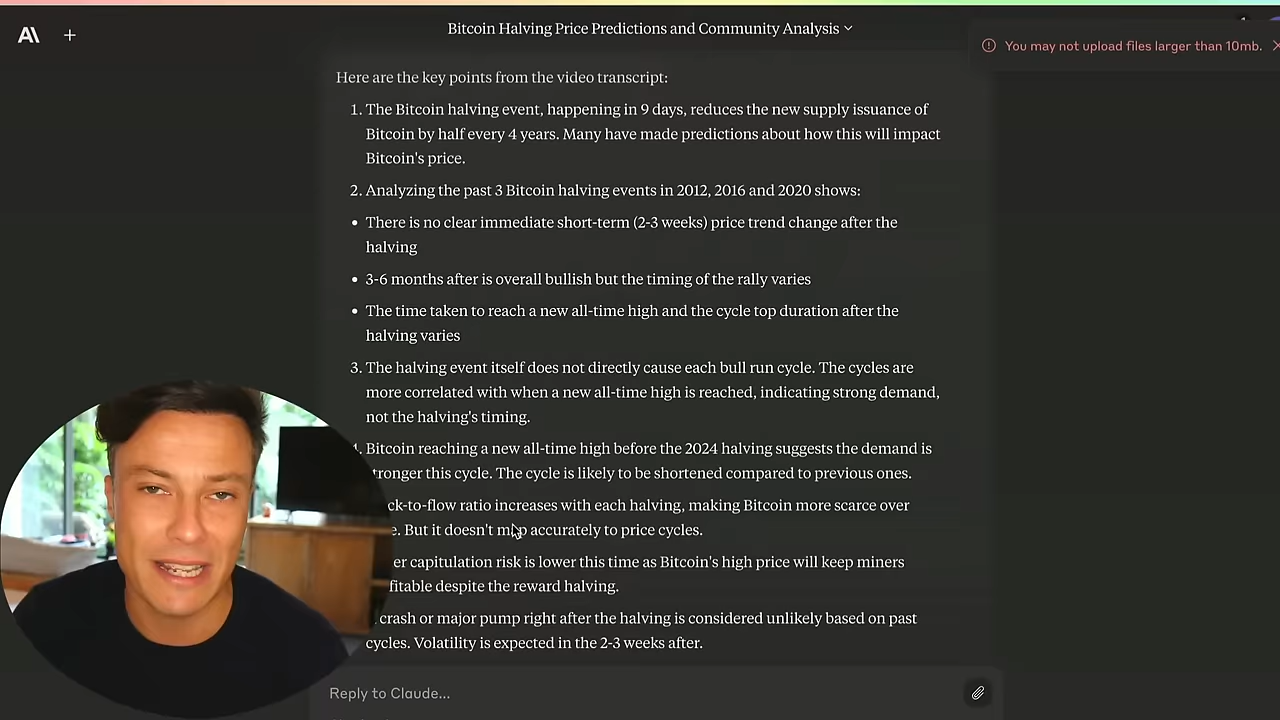 Bitcoin Halving Price Predictions and Community Analysis
You may not upload files larger than 10mb.
Here are the key points from the video transcript:
1. The Bitcoin halving event, happening in 9 days, reduces the new supply issuance of
Bitcoin by half every 4 years. Many have made predictions about how this will impact
Bitcoin's price.
2. Analyzing the past 3 Bitcoin halving events in 2012, 2016 and 2020 shows:
• There is no clear immediate short-term (2-3 weeks) price trend change after the
halving
• 3-6 months after is overall bullish but the timing of the rally varies
• The time taken to reach a new all-time high and the cycle top duration after the
halving varies
3. The halving event itself does not directly cause each bull run cycle. The cycles are
more correlated with when a new all-time high is reached, indicating strong demand,
not the halving's timing.
Bitcoin reaching a new all-time high before the 2024 halving suggests the demand is
stronger this cycle. The cycle is likely to be shortened compared to previous ones.
ck-to-flow ratio increases with each halving, making Bitcoin more scarce over
e. But it doesn't map accurately to price cycles.
er capitulation risk is lower this time as Bitcoin's high price will keep miners
fitable despite the reward halving.
crash or major pump right after the halving is considered unlikely based on past
cycles. Volatility is expected in the 2-3 weeks after.
Reply to Claude...